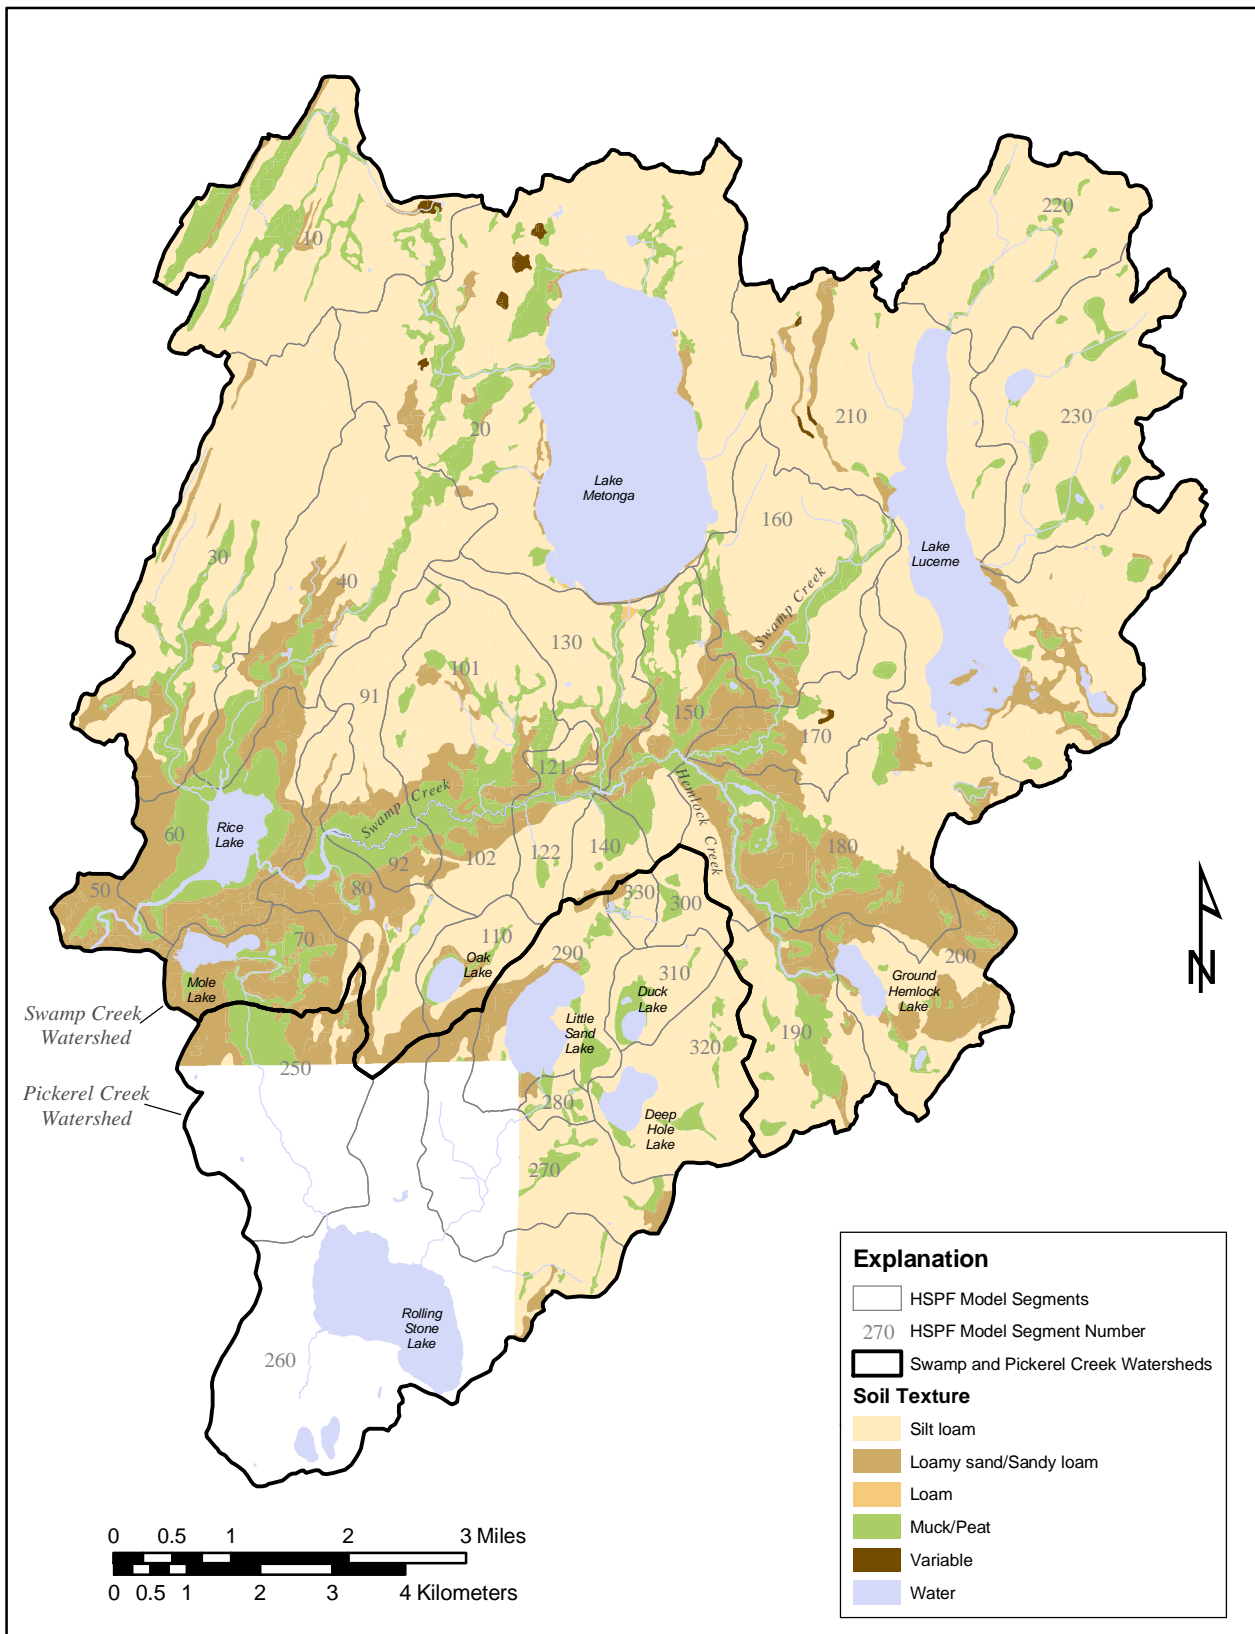 220
10
210
230
20
Lake
Metonga
160
Lake
Lucerne
Swamp Creek
30
40
130
101
91
150
170
121
Hemlock Creek
Swamp Creek
60
Rice
Lake
92
102
122
140
180
50
80
330
300
70
110
290
Oak
Lake
200
310
Mole
Lake
Duck
Lake
Ground
Hemlock
Lake
Swamp Creek
Watershed
Little
Sand
Lake
190
320
250
Pickerel Creek
Watershed
280
Deep
Hole
Lake
270
N
Rolling
Stone
Lake
260
Explanation
HSPF Model Segments
270 HSPF Model Segment Number
Swamp and Pickerel Creek Watersheds
Soil Texture
Silt loam
Loamy sand/Sandy loam
Loam
Muck/Peat
Variable
Water
0 0.5 1 2 3 Miles
0 0.5 1 2 3 4 Kilometers